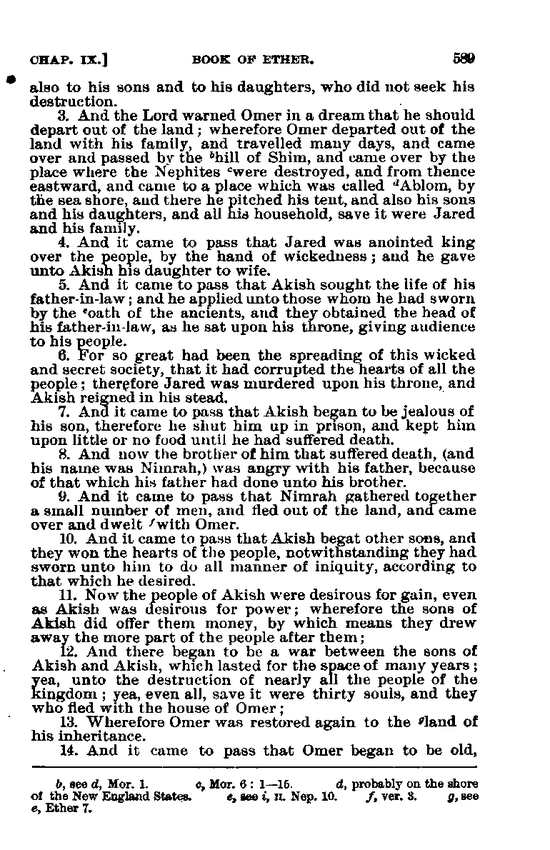 CHAP. IX.] BOOK OF ETHER. 589
also to his sons and to his daughters, who did not seek his
destruction.
3. And the Lord warned Omer in a dream that he should
depart out of the land; wherefore Omer departed out of the
land with his family, and travelled many days, and came
over and passed by the ᵇhill of Shim, and came over by the
place where the Nephites ᶜwere destroyed, and from thence
eastward, and came to a place which was called ᵈAblom, by
the sea shore, and there he pitched his tent, and also his sons
and his daughters, and all his household, save it were Jared
and his family.
4. And it came to pass that Jared was anointed king
over the people, by the hand of wickedness; and he gave
unto Akish his daughter to wife.
5. And it came to pass that Akish sought the life of his
father-in-law; and he applied unto those whom he had sworn
by the ᵉoath of the ancients, and they obtained the head of
his father-in-law, as he sat upon his throne, giving audience
to his people.
6. For so great had been the spreading of this wicked
and secret society, that it had corrupted the hearts of all the
people; therefore Jared was murdered upon his throne, and
Akish reigned in his stead.
7. And it came to pass that Akish began to be jealous of
his son, therefore he shut him up in prison, and kept him
upon little or no food until he had suffered death.
8. And now the brother of him that suffered death, (and
his name was Nimrah,) was angry with his father, because
of that which his father had done unto his brother.
9. And it came to pass that Nimrah gathered together
a small number of men, and fled out of the land, and came
over and dwelt ᶠwith Omer.
10. And it came to pass that Akish begat other sons, and
they won the hearts of the people, notwithstanding they had
sworn unto him to do all manner of iniquity, according to
that which he desired.
11. Now the people of Akish were desirous for gain, even
as Akish was desirous for power; wherefore the sons of
Akish did offer them money, by which means they drew
away the more part of the people after them;
12. And there began to be a war between the sons of
Akish and Akish, which lasted for the space of many years;
yea, unto the destruction of nearly all the people of the
kingdom; yea, even all, save it were thirty souls, and they
who fled with the house of Omer;
13. Wherefore Omer was restored again to the ᵍland of
his inheritance.
14. And it came to pass that Omer began to be old,
b, see d, Mor. 1. c, Mor. 6: 1—15. d, probably on the shore
of the New England States. e, see i, II. Nep. 10. f, ver. 3. g, see
e, Ether 7.